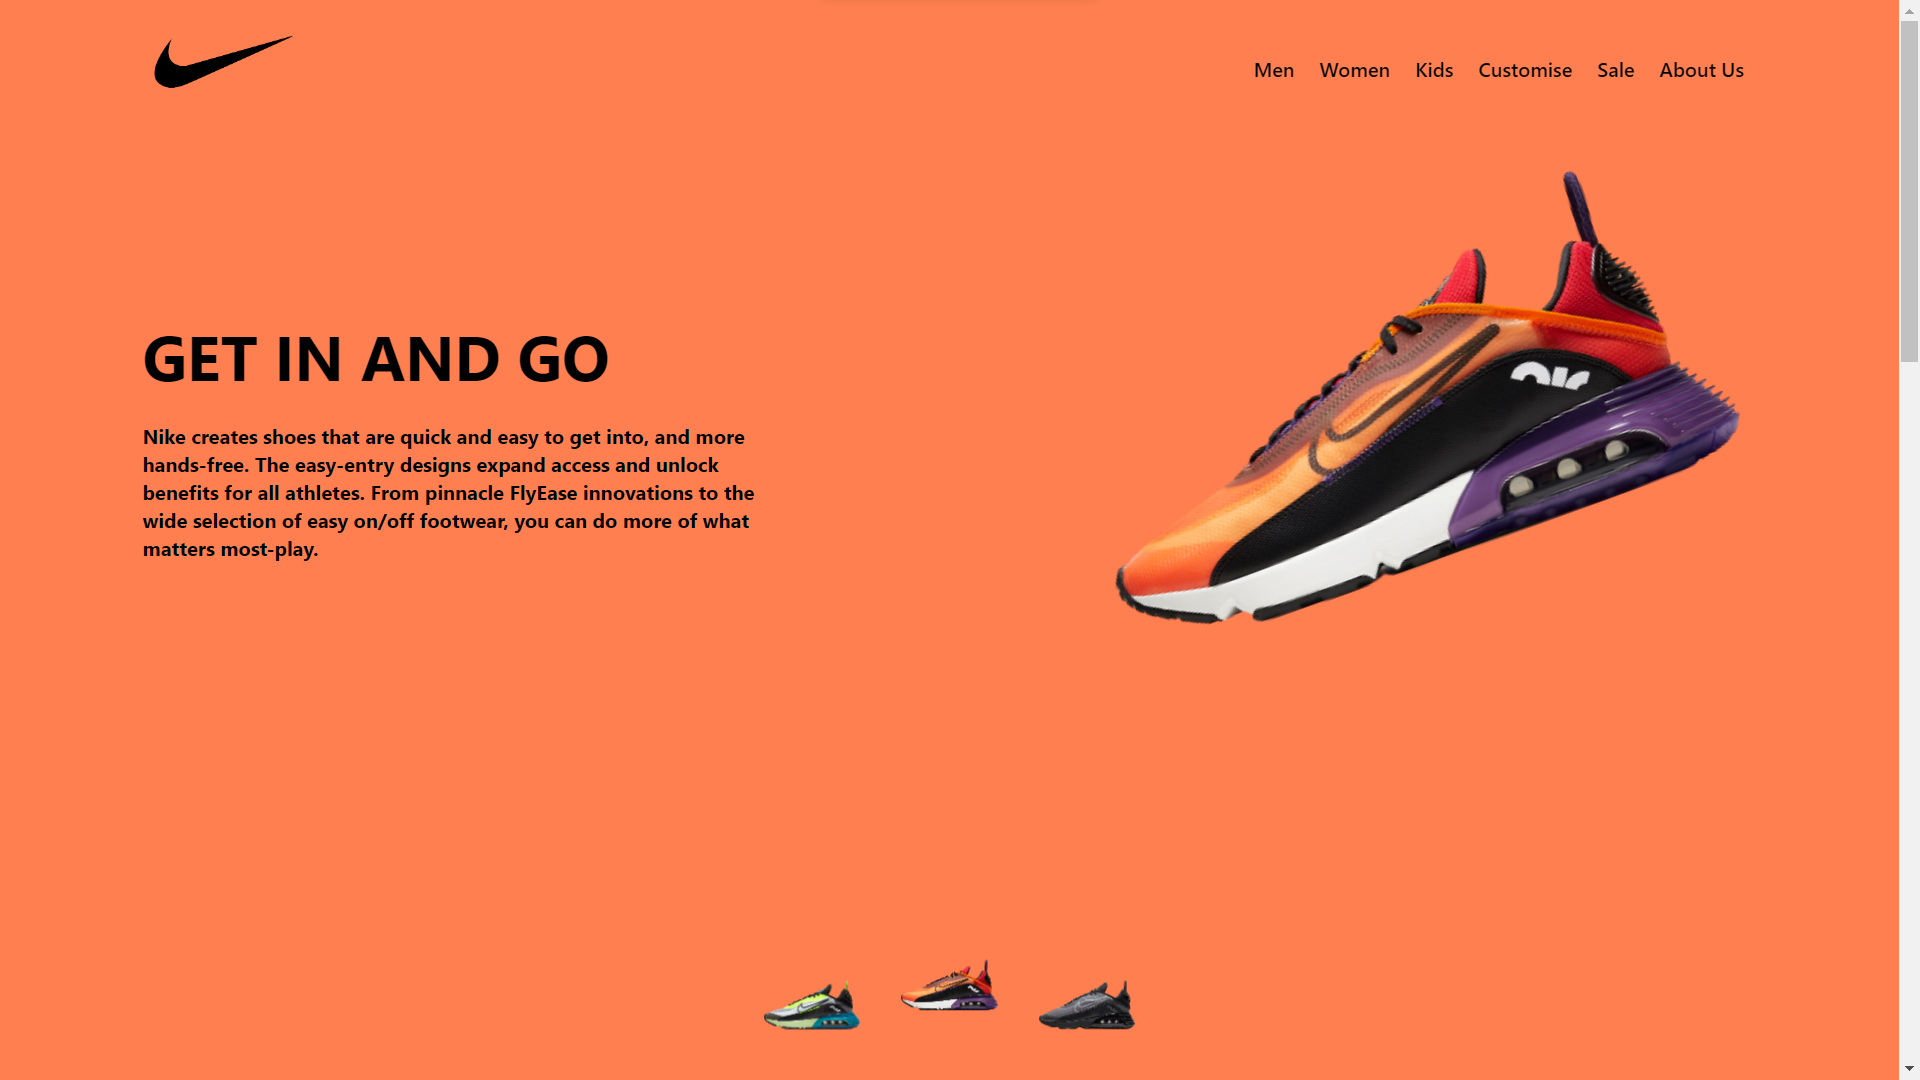 Men Women Kids Customise Sale About Us
GET IN AND GO
Nike creates shoes that are quick and easy to get into, and more
hands-free. The easy-entry designs expand access and unlock
benefits for all athletes. From pinnacle FlyEase innovations to the
wide selection of easy on/off footwear, you can do more of what
matters most-play.
air